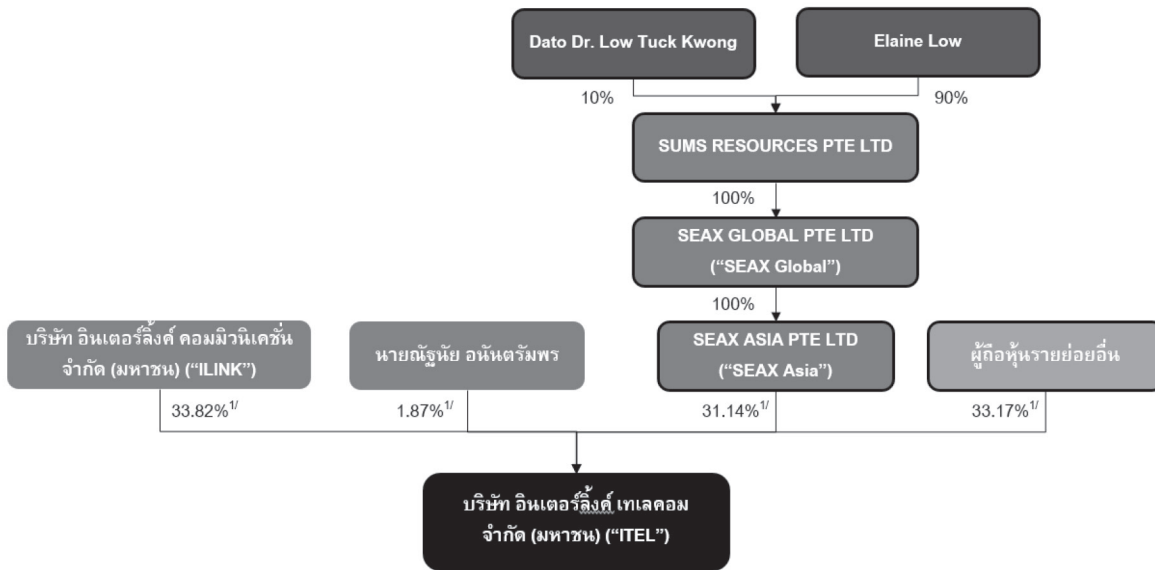 Dato Dr. Low Tuck Kwong
Elaine Low
10%
90%
SUMS RESOURCES PTE LTD
100%
SEAX GLOBAL PTE LTD
(“SEAX Global”)
100%
บริษัท อินเตอร์ลิ้งค์ คอมมิวนิเคชั่น
จำกัด (มหาชน) (“ILINK”)
นายณัฐนัย อนันตรัมพร
SEAX ASIA PTE LTD
(“SEAX Asia”)
ผู้ถือหุ้นรายย่อยอื่น
33.82%1/
1.87%1/
31.14%1/
33.17%1/
บริษัท อินเตอร์ลิ้งค์ เทเลคอม
จำกัด (มหาชน) (“ITEL”)